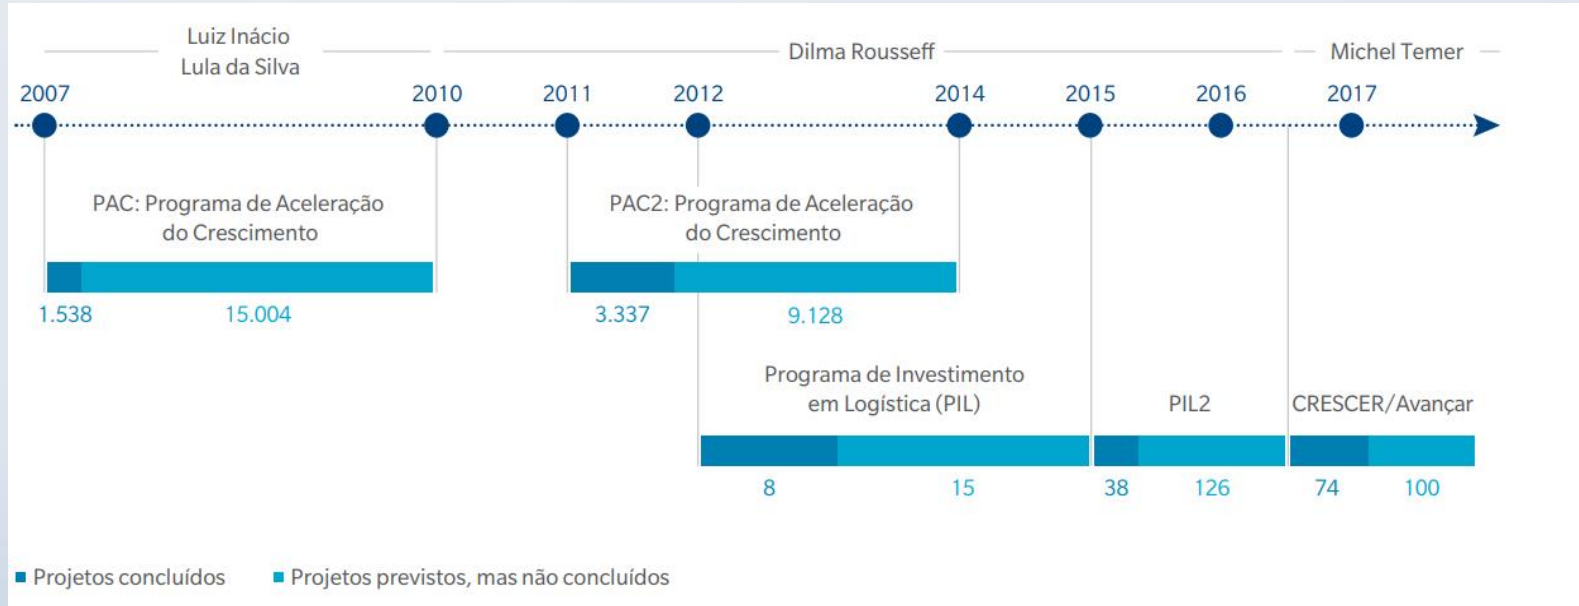 Luiz Inácio
Lula da Silva
Dilma Rousseff
Michel Temer
2007 2010 2011 2012 2014 2015 2016 2017
PAC: Programa de Aceleração
do Crescimento
1.538 15.004
PAC2: Programa de Aceleração
do Crescimento
3.337 9.128
Programa de Investimento
em Logística (PIL)
8 15
PIL2
38 126
CRESCER/Avançar
74 100
Projetos concluídos
Projetos previstos, mas não concluídos